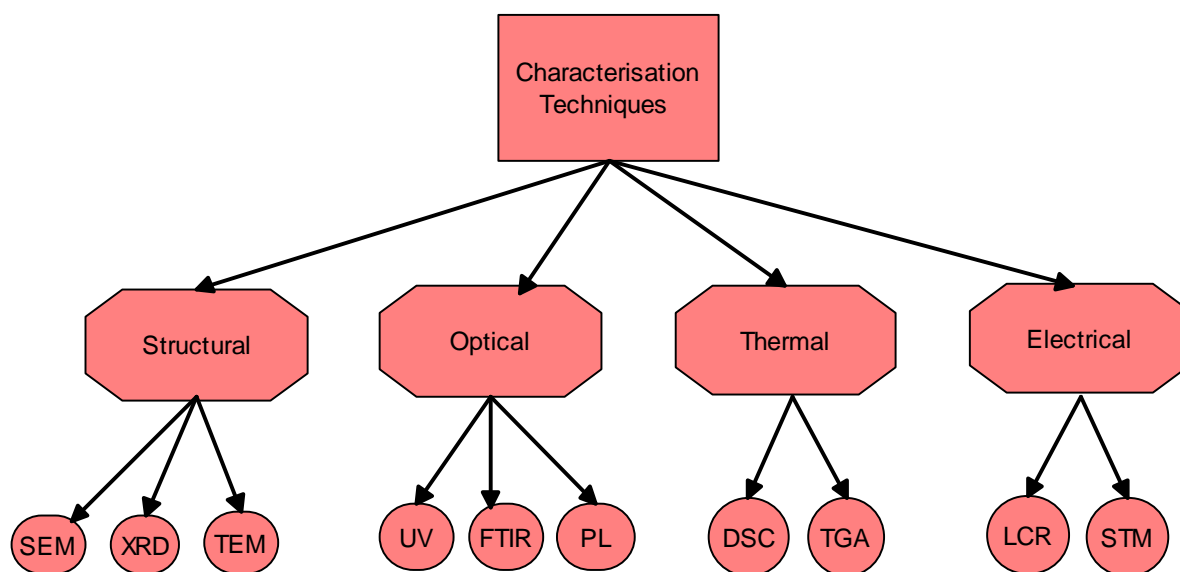 Characterisation
Techniques
Structural
Optical
Thermal
Electrical
SEM
XRD
TEM
UV
FTIR
PL
DSC
TGA
LCR
STM